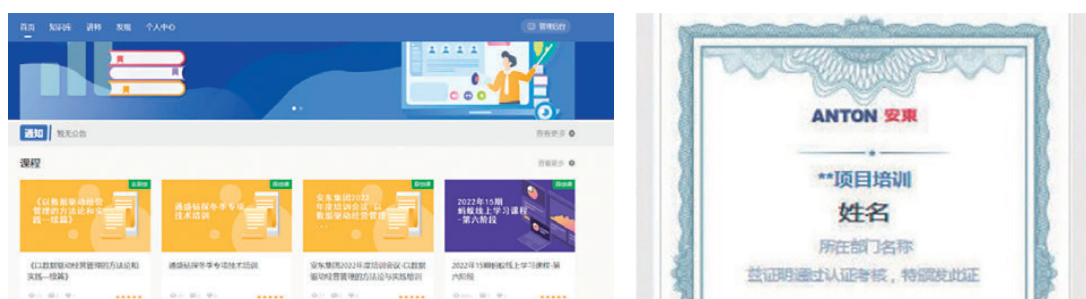 首页 知识库 讲师 发现 个人中心
管理后台
通知 暂无公告
查看更多
课程
查看更多
《以数据驱动经营
管理的方法论和实
践—续篇》
通盛钻探冬季专项
技术培训
安东集团2022
年度培训会议-以
数据驱动经营管理
...
2022年15期
蚂蚁线上学习课程
-第六阶段
《以数据驱动经营管理的方法论和
实践—续篇》
通盛钻探冬季专项技术培训
安东集团2022年度培训会议-以数据
驱动经营管理的方法论与实践培训
2022年15期蚂蚁线上学习课程-第
六阶段
ANTON 安東
**项目培训
姓名
所在部门名称
兹证明通过认证考核,特颁发此证